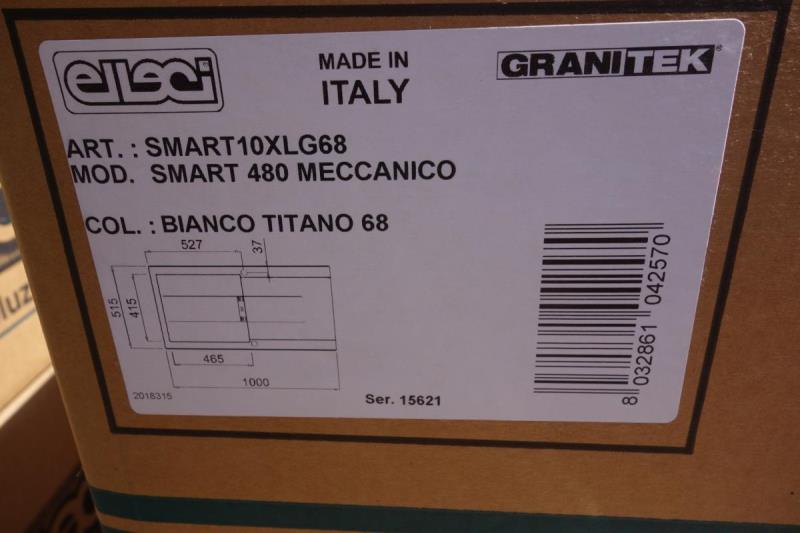 elleci
MADE IN
ITALY
GRANITEK®
ART. : SMART10XLG68
MOD. SMART 480 MECCANICO
COL. : BIANCO TITANO 68
527
37
515
415
465
1000
2018315
Ser. 15621
8 032861 042570
luz